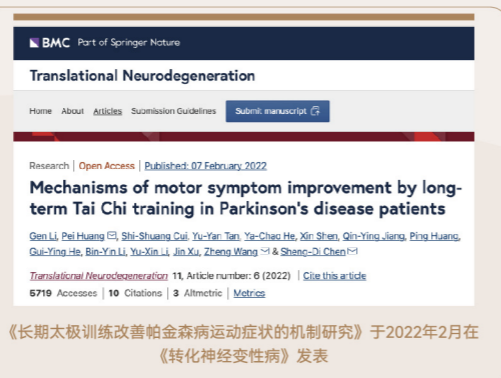 BMC Part of Springer Nature
Translational Neurodegeneration
Home About Articles Submission Guidelines Submit manuscript
Research | Open Access | Published: 07 February 2022
Mechanisms of motor symptom improvement by long-
term Tai Chi training in Parkinson's disease patients
Gen Li, Pei Huang, Shi-Shuang Cui, Yu-Yan Tan, Ya-Chao He, Xin Shen, Qin-Ying Jiang, Ping Huang,
Gui-Ying He, Bin-Yin Li, Yu-Xin Li, Jin Xu, Zheng Wang & Sheng-Di Chen
Translational Neurodegeneration 11, Article number: 6 (2022) | Cite this article
5719 Accesses | 10 Citations | 3 Altmetric | Metrics
《长期太极训练改善帕金森病运动症状的机制研究》于2022年2月在
《转化神经变性病》发表